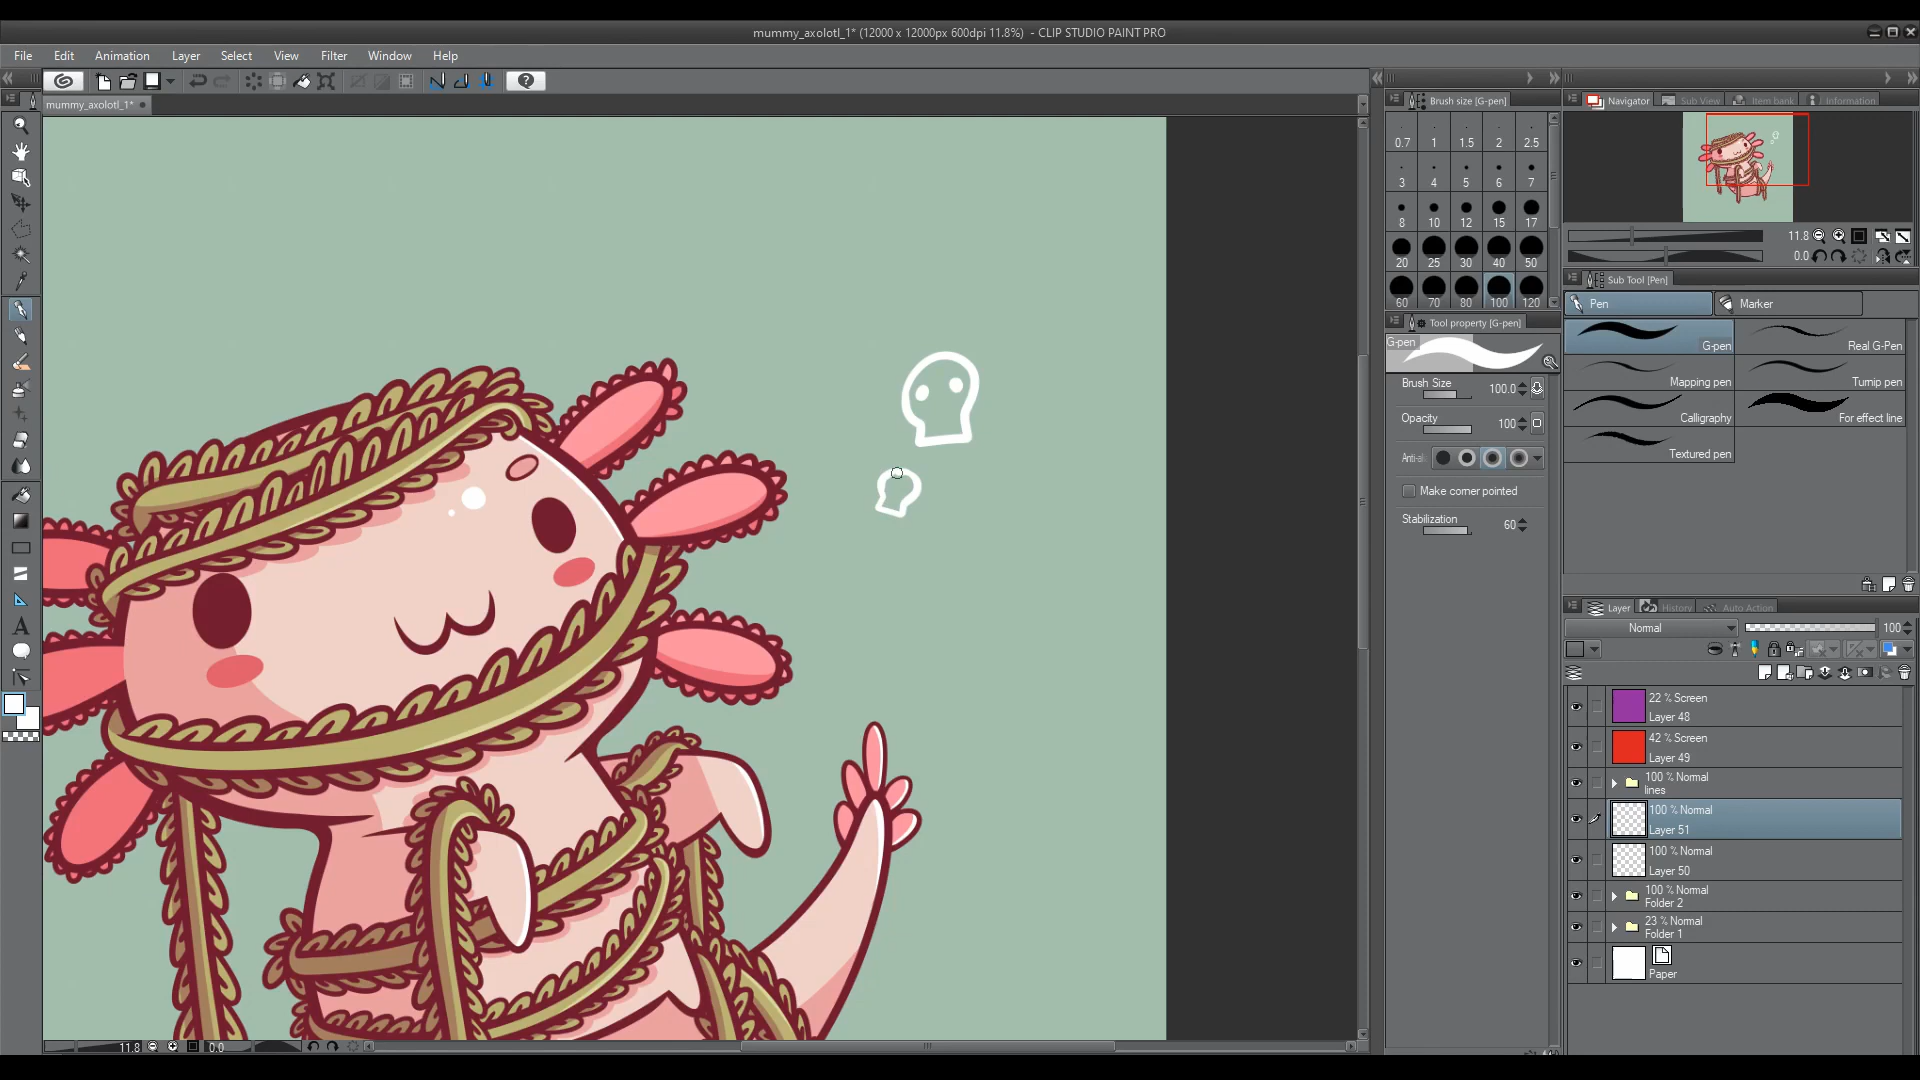 mummy_axolotl_1* (12000 x 12000px 600dpi 11.8%) - CLIP STUDIO PAINT PRO
File Edit Animation Layer Select View Filter Window Help
mummy_axolotl_1*
Brush size [G-pen]
0.7 1 1.5 2 2.5
3 4 5 6 7
8 10 12 15 17
20 25 30 40 50
60 70 80 100 120
Tool property [G-pen]
G-pen
Brush Size 100.0
Opacity 100
Anti-al
Make corner pointed
Stabilization 60
Navigator Sub View Item bank Information
11.8
0.0
Sub Tool [Pen]
Pen Marker
G-pen Real G-Pen
Mapping pen Turnip pen
Calligraphy For effect line
Textured pen
Layer History Auto Action
Normal 100
22 % Screen
Layer 48
42 % Screen
Layer 49
100 % Normal
lines
100 % Normal
Layer 51
100 % Normal
Layer 50
100 % Normal
Folder 2
23 % Normal
Folder 1
Paper
11.8 0.0